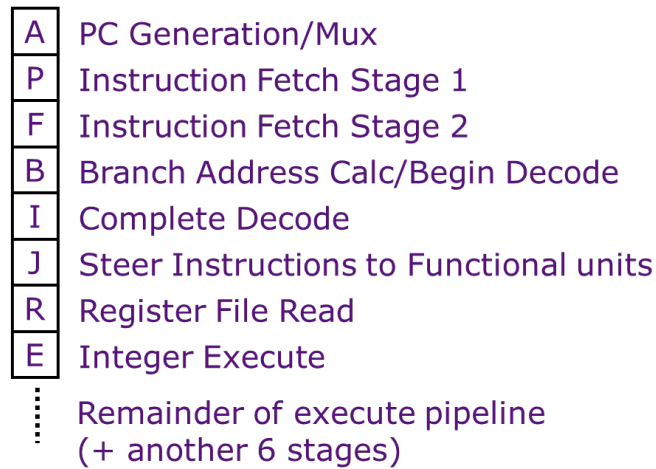 A PC Generation/Mux
P Instruction Fetch Stage 1
F Instruction Fetch Stage 2
B Branch Address Calc/Begin Decode
I Complete Decode
J Steer Instructions to Functional units
R Register File Read
E Integer Execute
Remainder of execute pipeline
(+ another 6 stages)